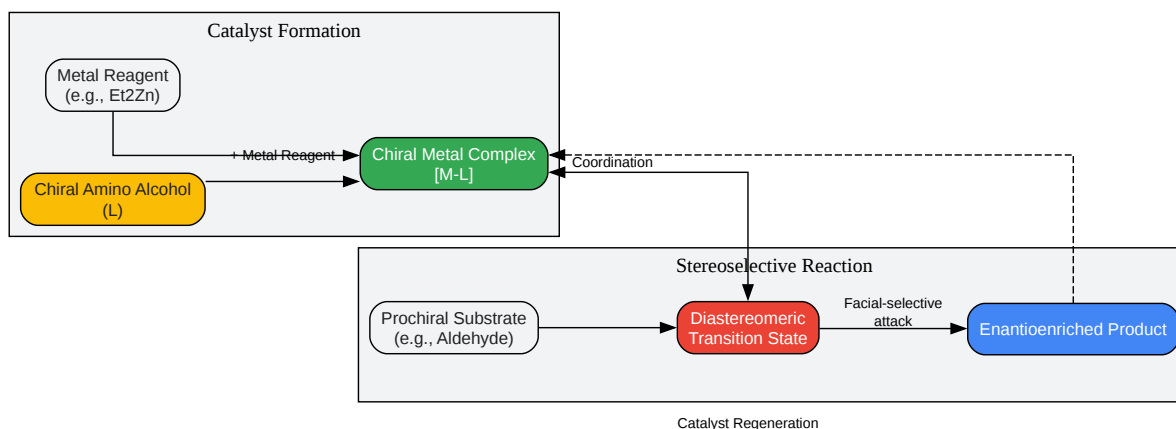 Catalyst Formation
Metal Reagent
(e.g., Et2Zn)
+ Metal Reagent
Chiral Metal Complex
[M-L]
Chiral Amino Alcohol
(L)
Coordination
Stereoselective Reaction
Prochiral Substrate
(e.g., Aldehyde)
Diastereomeric
Transition State
Facial-selective
attack
Enantioenriched Product
Catalyst Regeneration